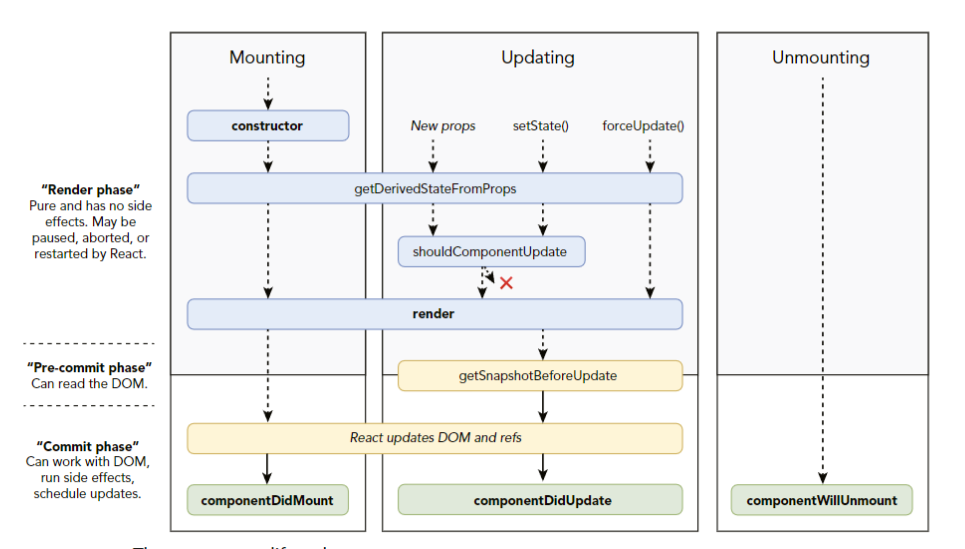 Mounting
Updating
Unmounting
constructor
New props
setState()
forceUpdate()
"Render phase"
Pure and has no side
effects. May be
paused, aborted, or
restarted by React.
getDerivedStateFromProps
shouldComponentUpdate
render
"Pre-commit phase"
Can read the DOM.
getSnapshotBeforeUpdate
"Commit phase"
Can work with DOM,
run side effects,
schedule updates.
React updates DOM and refs
componentDidMount
componentDidUpdate
componentWillUnmount